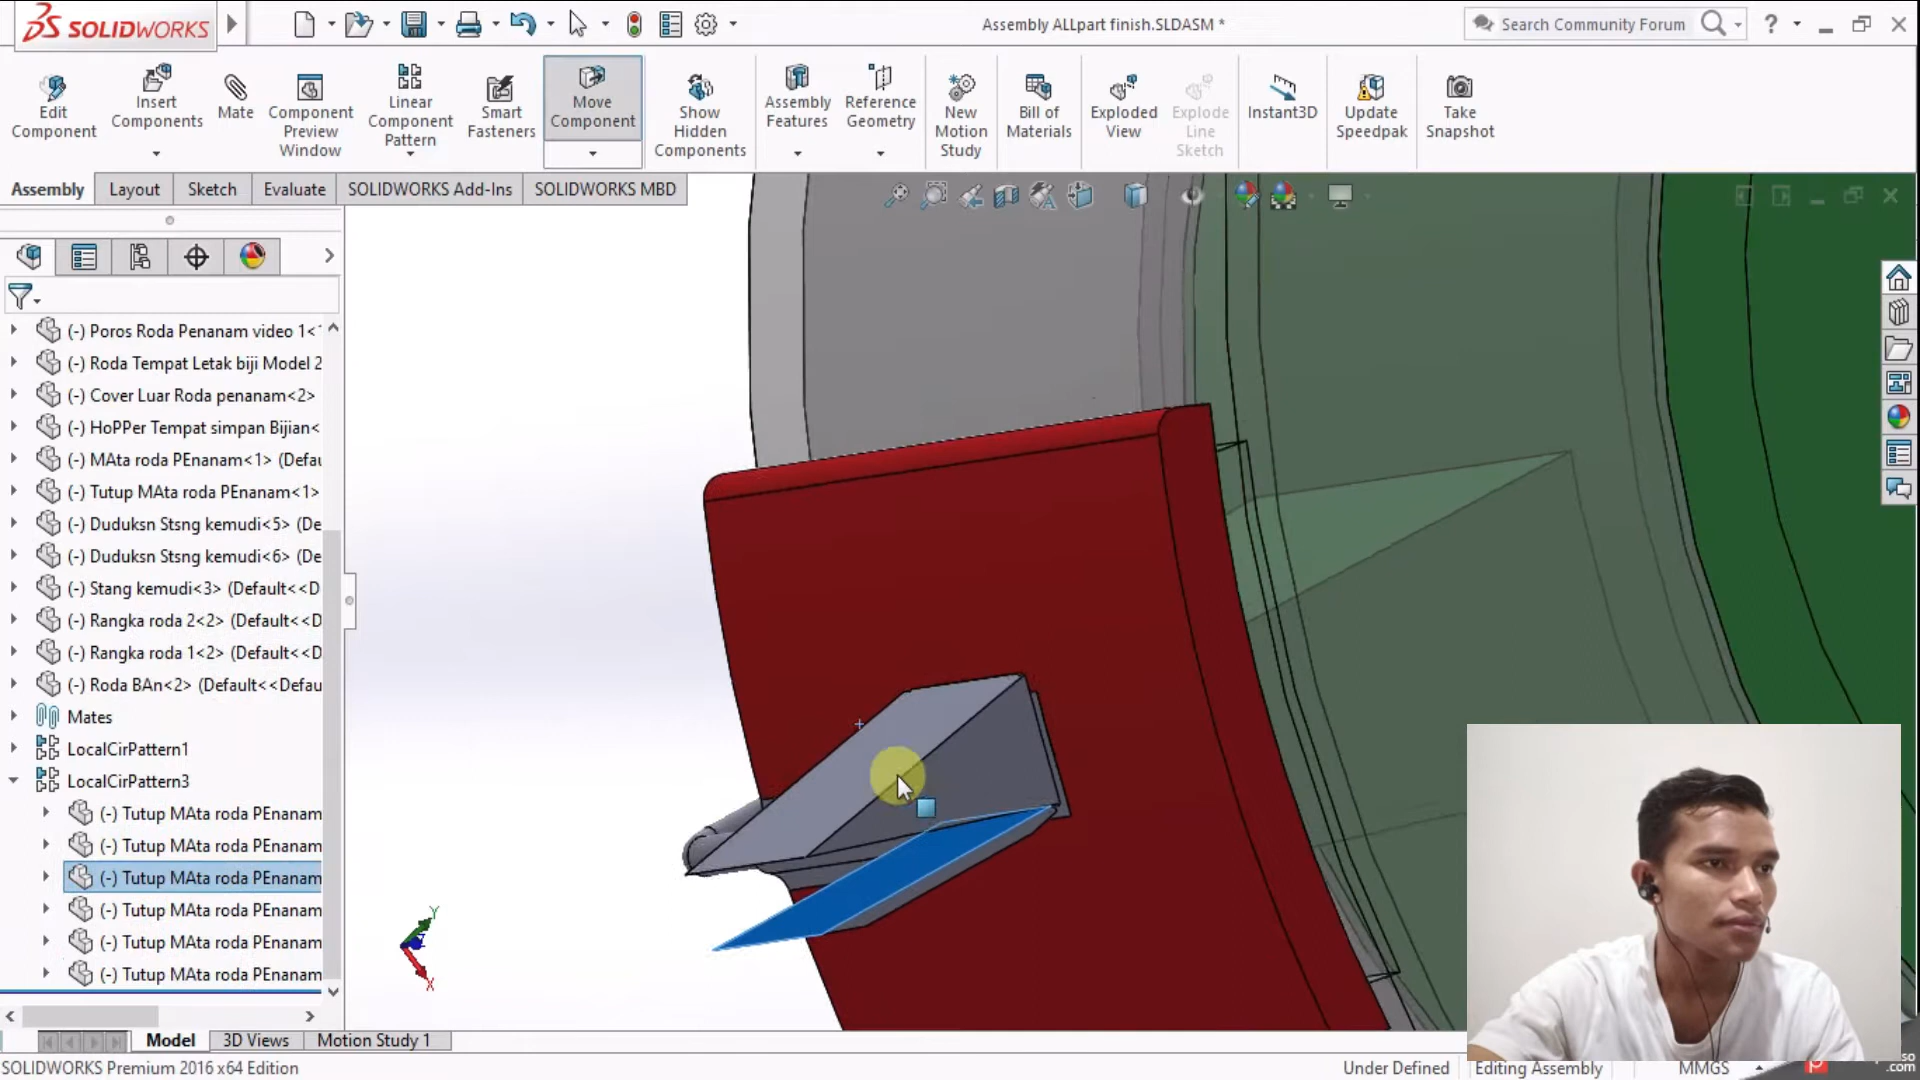 SOLIDWORKS
Assembly ALLpart finish.SLDASM *
Search Community Forum
?
Edit Component
Insert Components
Mate
Component Preview Window
Linear Component Pattern
Smart Fasteners
Move Component
Show Hidden Components
Assembly Features
Reference Geometry
New Motion Study
Bill of Materials
Exploded View
Explode Line Sketch
Instant3D
Update Speedpak
Take Snapshot
Assembly
Layout
Sketch
Evaluate
SOLIDWORKS Add-Ins
SOLIDWORKS MBD
(-) Poros Roda Penanam video 1<
(-) Roda Tempat Letak biji Model 2
(-) Cover Luar Roda penanam<2>
(-) HoPPer Tempat simpan Bijian<
(-) MAta roda PEnanam<1> (Defau
(-) Tutup MAta roda PEnanam<1>
(-) Duduksn Stsng kemudi<5> (De
(-) Duduksn Stsng kemudi<6> (De
(-) Stang kemudi<3> (Default<<D
(-) Rangka roda 2<2> (Default<<D
(-) Rangka roda 1<2> (Default<<D
(-) Roda BAn<2> (Default<<Defau
Mates
LocalCirPattern1
LocalCirPattern3
(-) Tutup MAta roda PEnanam
(-) Tutup MAta roda PEnanam
(-) Tutup MAta roda PEnanam
(-) Tutup MAta roda PEnanam
(-) Tutup MAta roda PEnanam
(-) Tutup MAta roda PEnanam
Y
X
Model
3D Views
Motion Study 1
SOLIDWORKS Premium 2016 x64 Edition
Under Defined
Editing Assembly
MMGS
.com